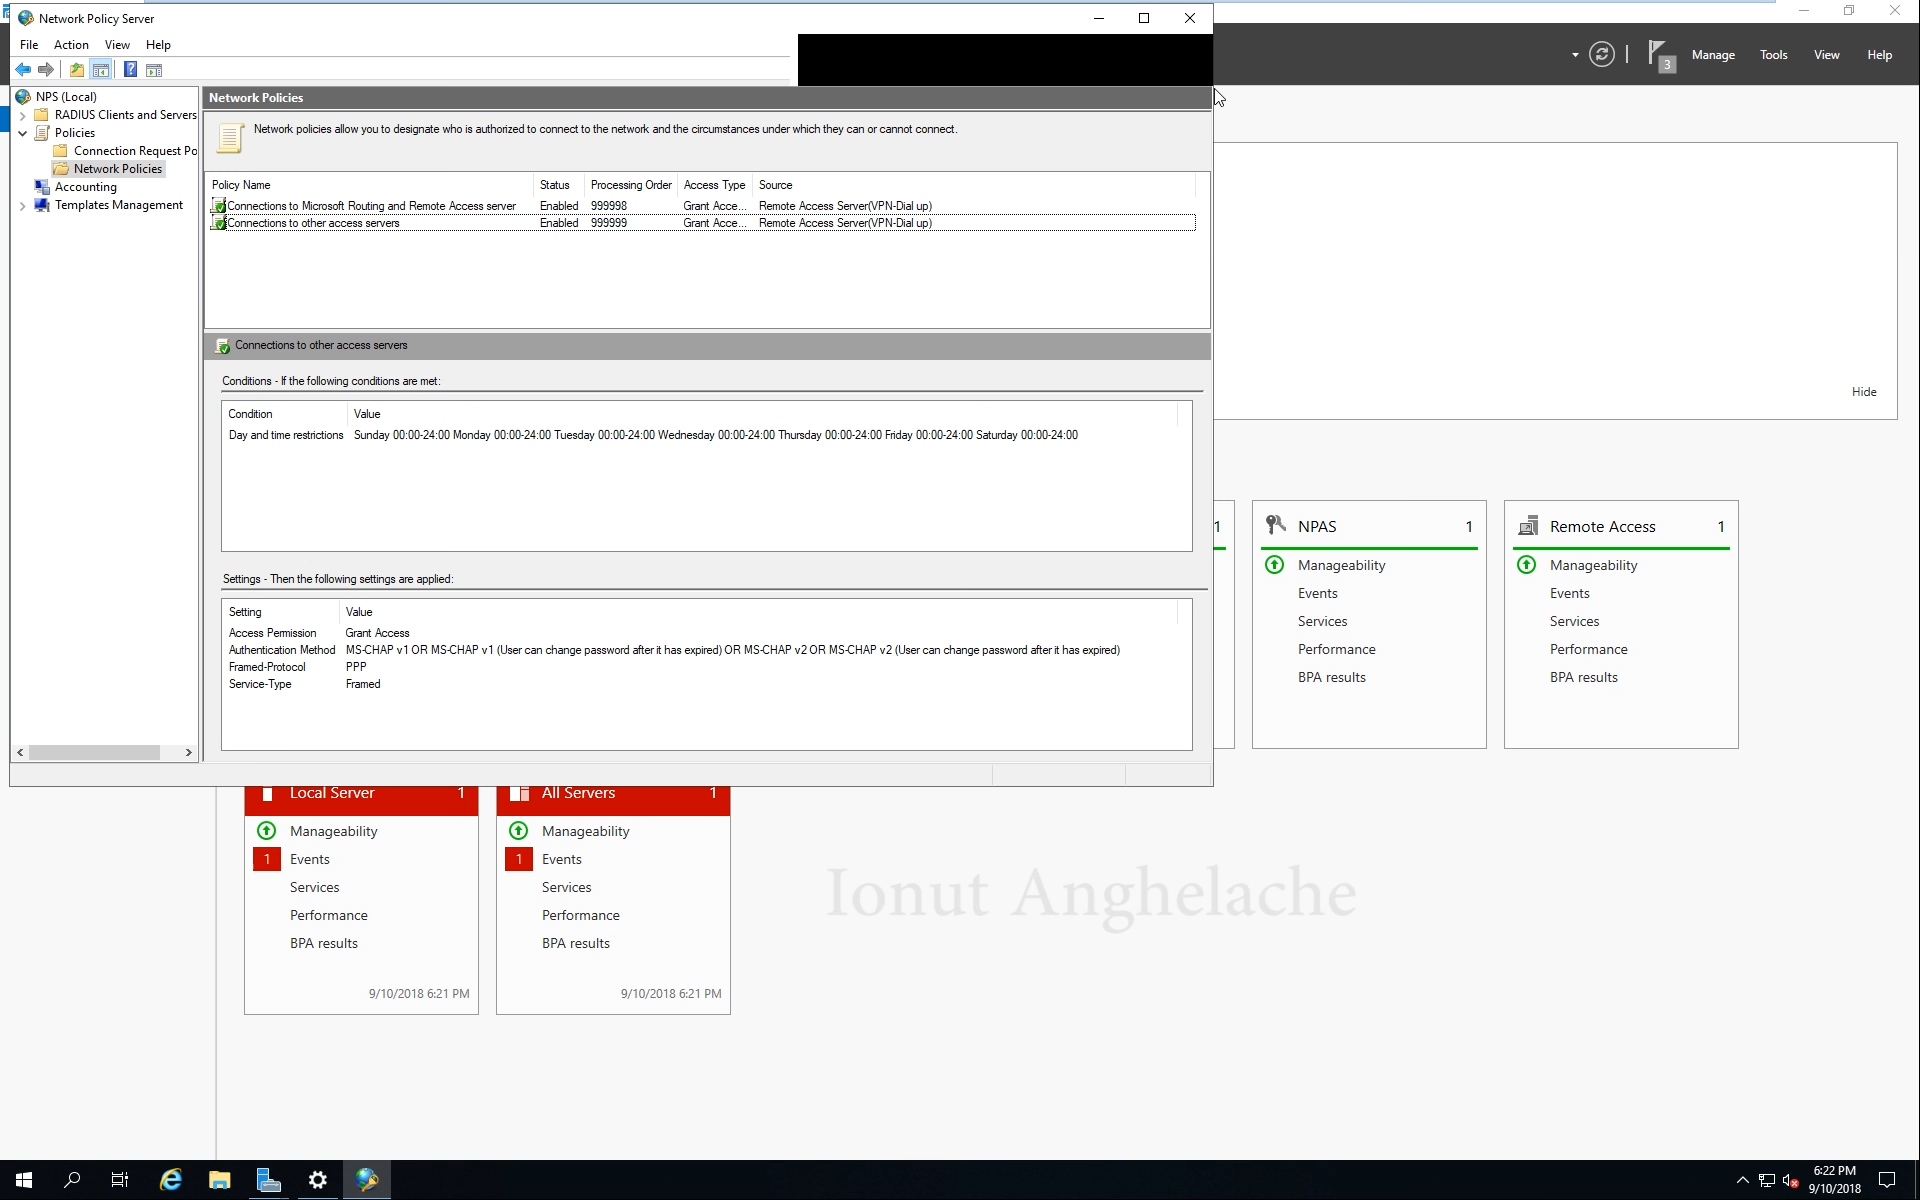 Network Policy Server
File Action View Help
3 Manage Tools View Help
NPS (Local)
RADIUS Clients and Servers
Policies
Connection Request Po
Network Policies
Accounting
Templates Management
Network Policies
Network policies allow you to designate who is authorized to connect to the network and the circumstances under which they can or cannot connect.
Policy Name Status Processing Order Access Type Source
Connections to Microsoft Routing and Remote Access server Enabled 999998 Grant Acce... Remote Access Server(VPN-Dial up)
Connections to other access servers Enabled 999999 Grant Acce... Remote Access Server(VPN-Dial up)
Connections to other access servers
Conditions - If the following conditions are met:
Condition Value
Day and time restrictions Sunday 00:00-24:00 Monday 00:00-24:00 Tuesday 00:00-24:00 Wednesday 00:00-24:00 Thursday 00:00-24:00 Friday 00:00-24:00 Saturday 00:00-24:00
Settings - Then the following settings are applied:
Setting Value
Access Permission Grant Access
Authentication Method MS-CHAP v1 OR MS-CHAP v1 (User can change password after it has expired) OR MS-CHAP v2 OR MS-CHAP v2 (User can change password after it has expired)
Framed-Protocol PPP
Service-Type Framed
Hide
1
NPAS 1
Manageability
Events
Services
Performance
BPA results
Remote Access 1
Manageability
Events
Services
Performance
BPA results
Local Server 1
Manageability
1 Events
Services
Performance
BPA results
9/10/2018 6:21 PM
All Servers 1
Manageability
1 Events
Services
Performance
BPA results
9/10/2018 6:21 PM
Ionut Anghelache
6:22 PM
9/10/2018